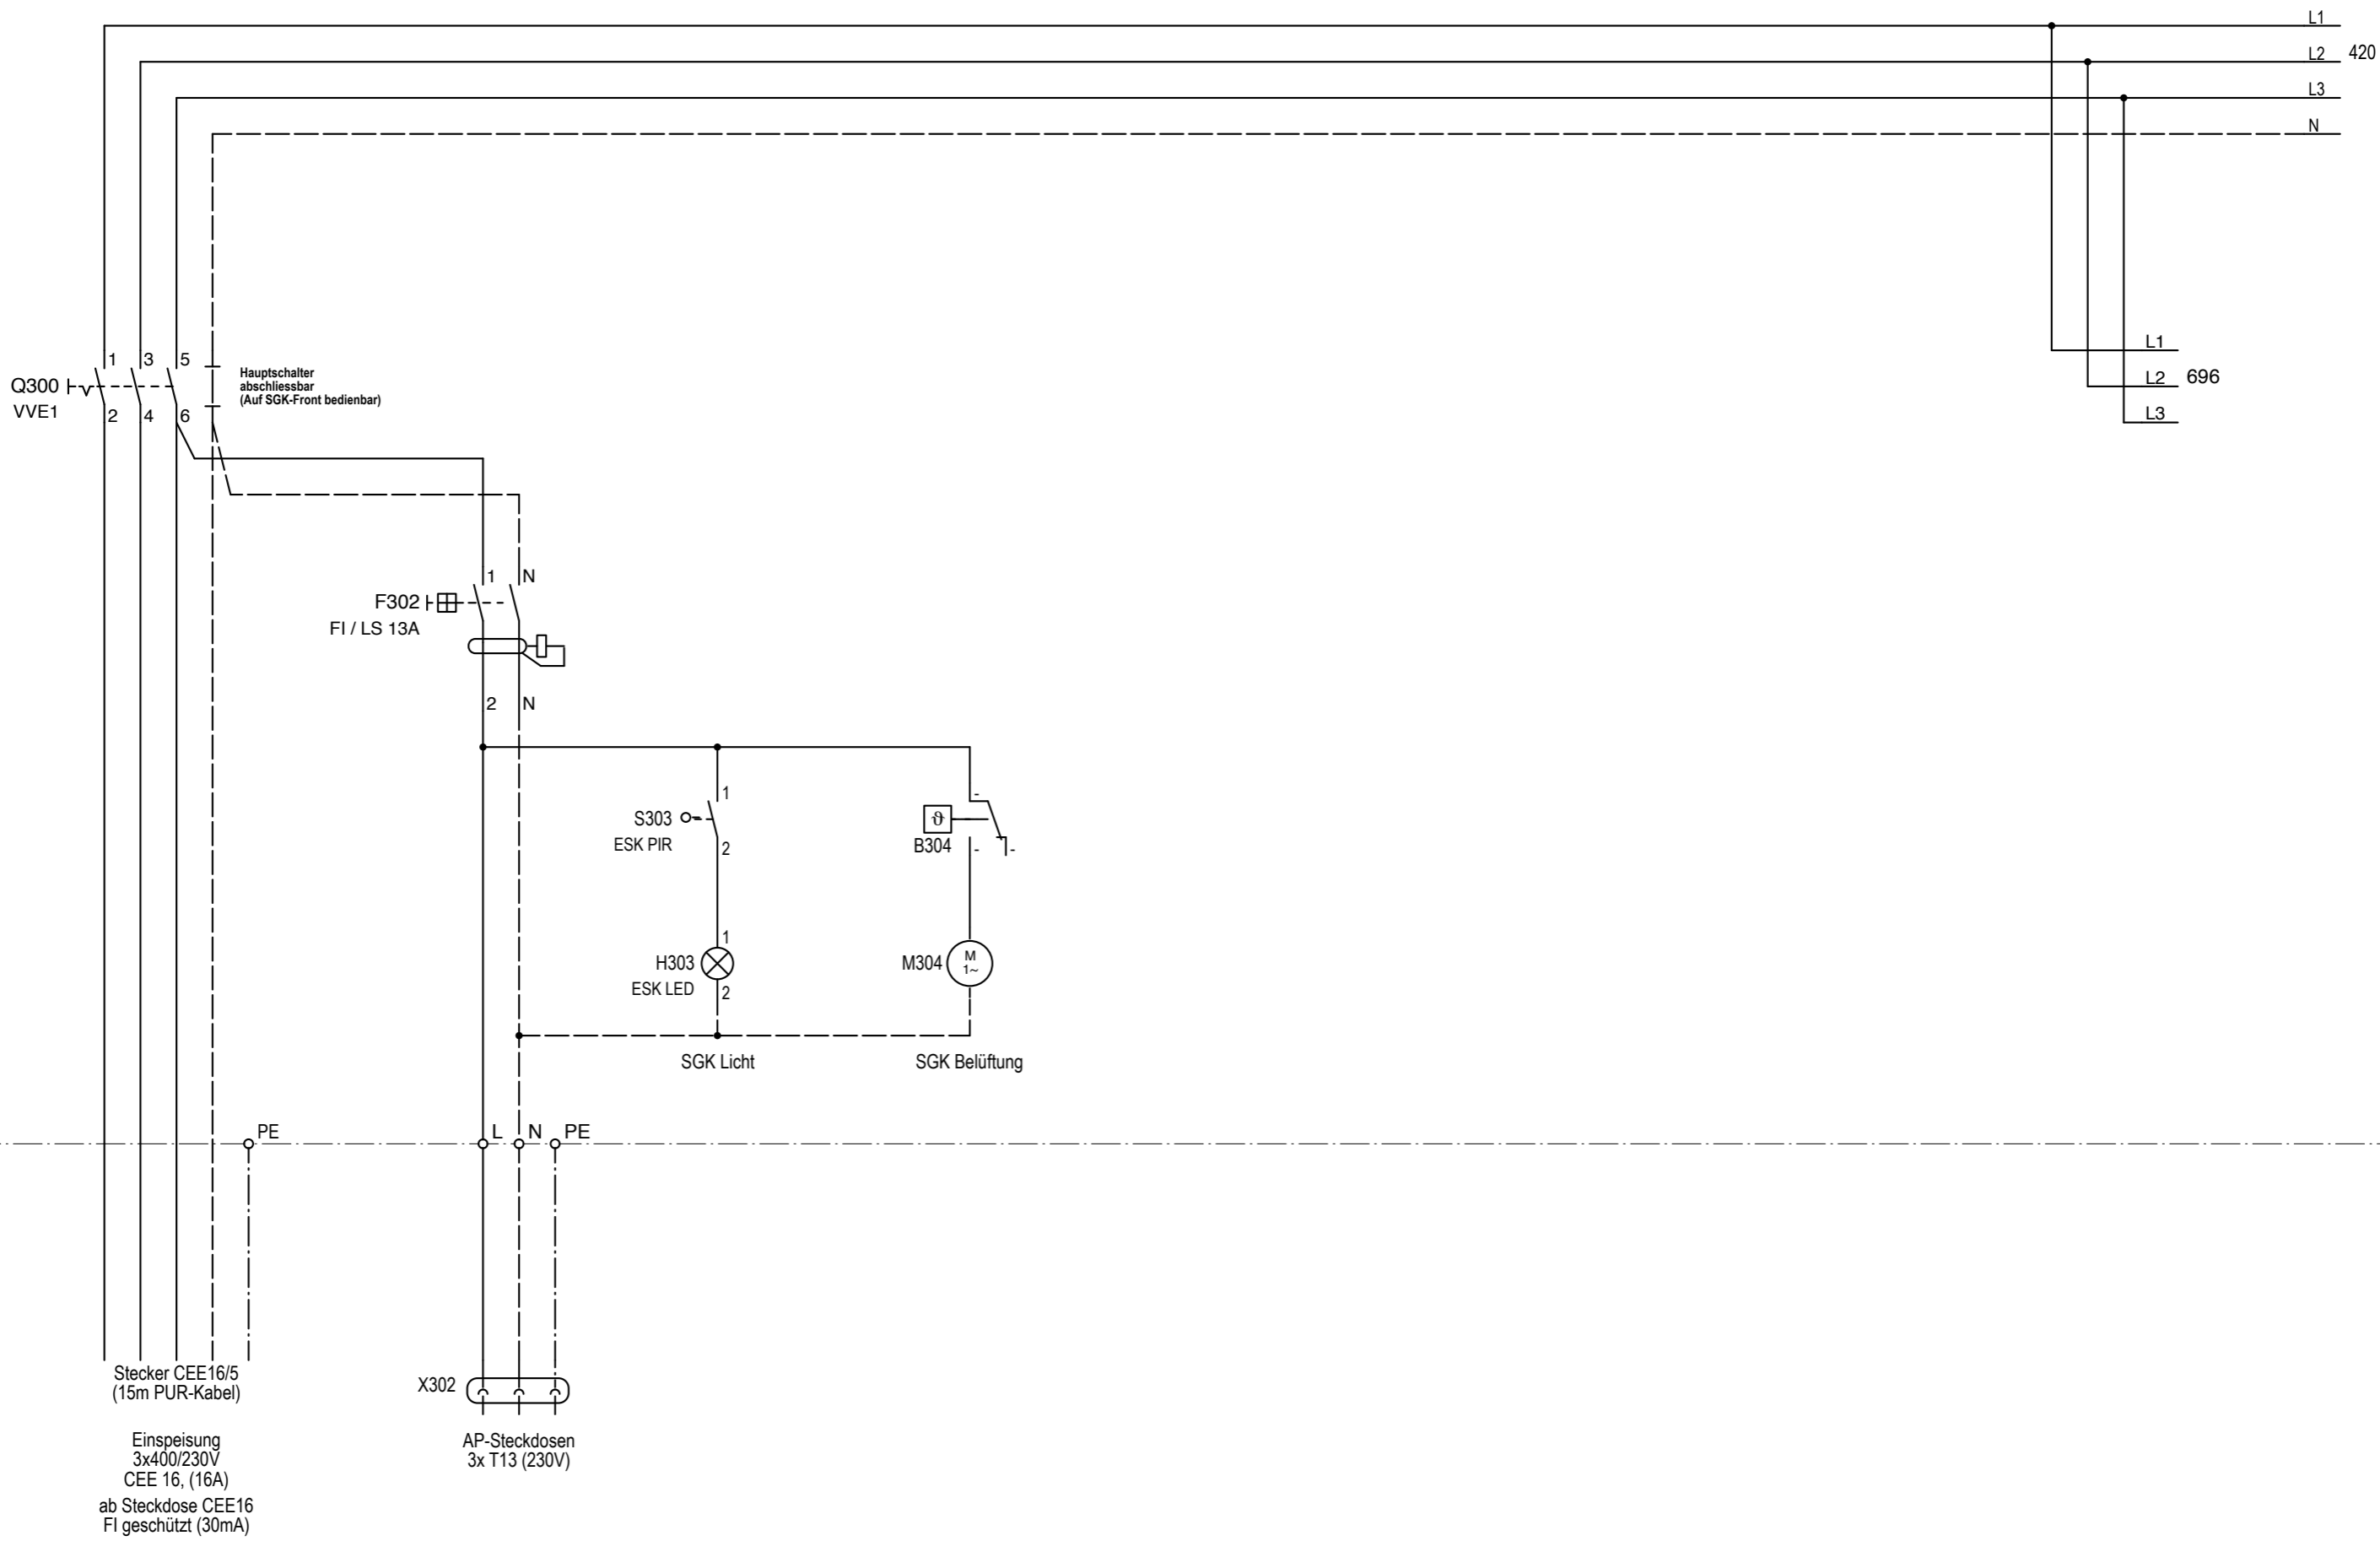 L1
L2 420
L3
N
1 3 5
Q300
VVE1
2 4 6
Hauptschalter
abschliessbar
(Auf SGK-Front bedienbar)
L1
L2 696
L3
1 N
F302
FI / LS 13A
2 N
1
S303
ESK PIR
2
-
ϑ
B304
- -
1
H303
ESK LED
2
M304
M
1~
SGK Licht
SGK Belüftung
PE
L N PE
Stecker CEE16/5
(15m PUR-Kabel)
X302
Einspeisung
3x400/230V
CEE 16, (16A)
ab Steckdose CEE16
FI geschützt (30mA)
AP-Steckdosen
3x T13 (230V)